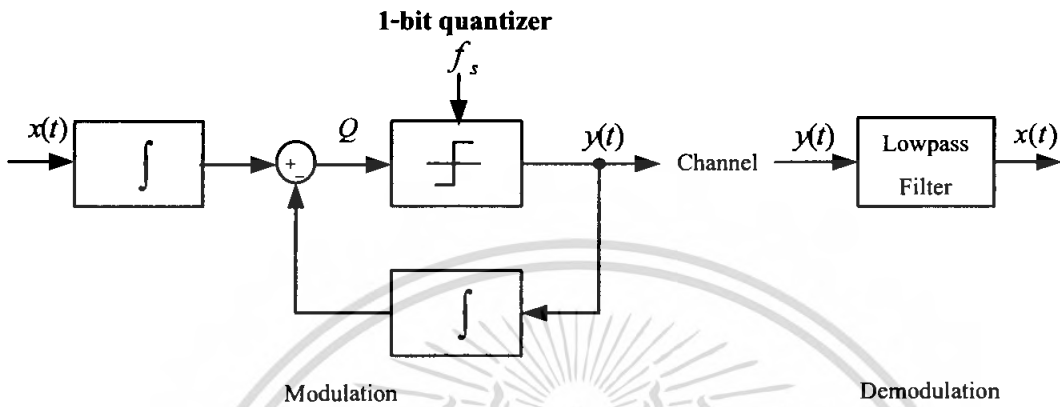 1-bit quantizer
f_s
x(t)
∫
+
−
Q
y(t)
Channel
∫
Modulation
y(t)
Lowpass
Filter
x(t)
Demodulation